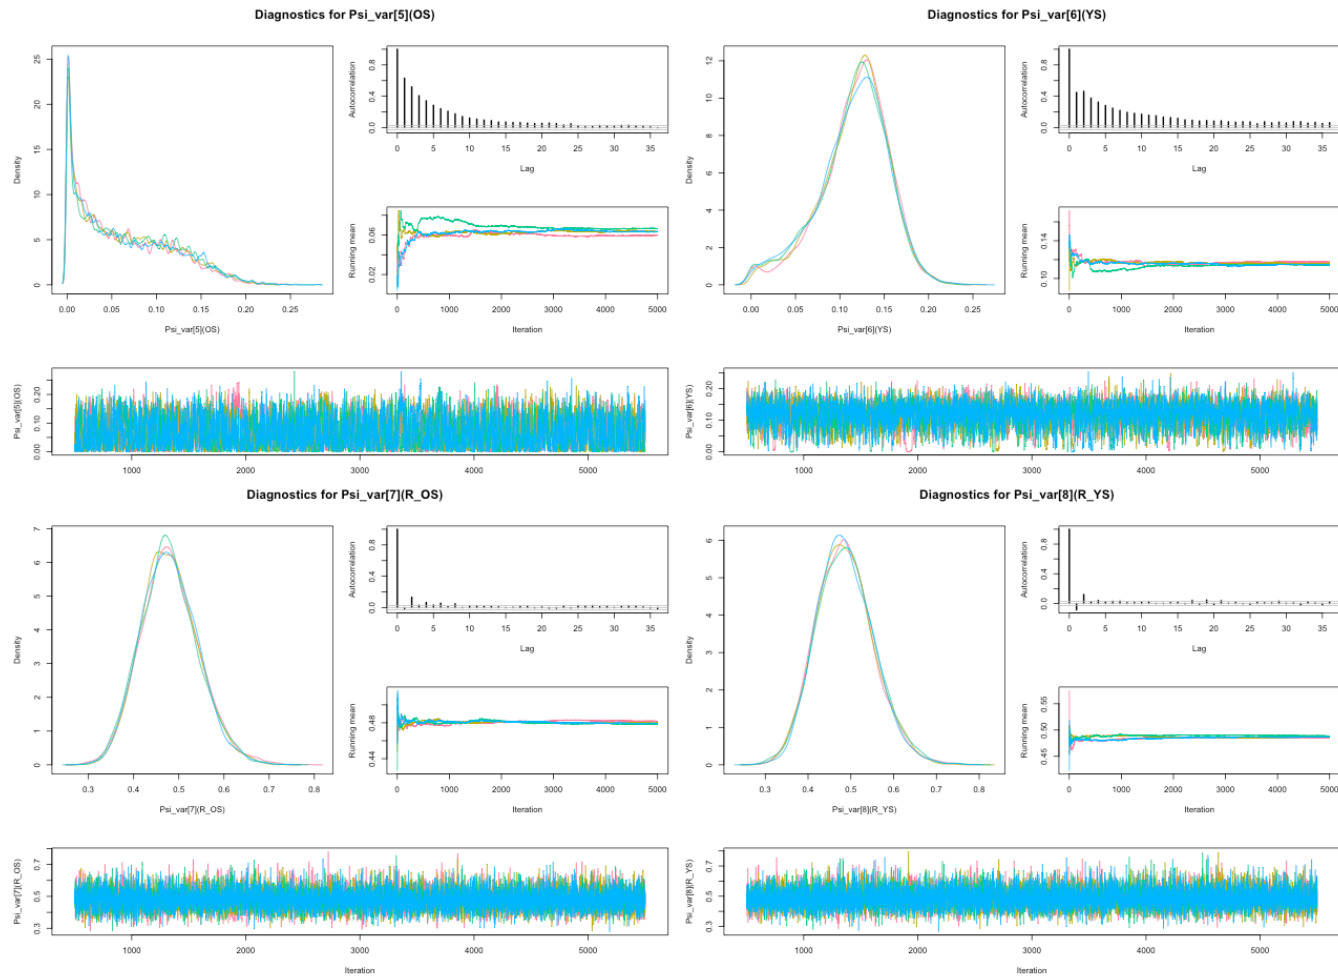 Diagnostics for Psi_var[5](OS)
Density
0 5 10 15 20 25
0.00 0.05 0.10 0.15 0.20 0.25
Psi_var[5](OS)
Autocorrelation
0.0 0.4 0.8
0 5 10 15 20 25 30 35
Lag
Running mean
0.02 0.06
0 1000 2000 3000 4000 5000
Iteration
Psi_var[5](OS)
0.00 0.10 0.20
1000 2000 3000 4000 5000
Diagnostics for Psi_var[6](YS)
Density
0 2 4 6 8 10 12
0.00 0.05 0.10 0.15 0.20 0.25
Psi_var[6](YS)
Autocorrelation
0.0 0.4 0.8
0 5 10 15 20 25 30 35
Lag
Running mean
0.10 0.14
0 1000 2000 3000 4000 5000
Iteration
Psi_var[6](YS)
0.00 0.10 0.20
1000 2000 3000 4000 5000
Diagnostics for Psi_var[7](R_OS)
Density
0 1 2 3 4 5 6 7
0.3 0.4 0.5 0.6 0.7 0.8
Psi_var[7](R_OS)
Autocorrelation
0.0 0.4 0.8
0 5 10 15 20 25 30 35
Lag
Running mean
0.44 0.48
0 1000 2000 3000 4000 5000
Iteration
Psi_var[7](R_OS)
0.3 0.5 0.7
1000 2000 3000 4000 5000
Iteration
Diagnostics for Psi_var[8](R_YS)
Density
0 1 2 3 4 5 6
0.3 0.4 0.5 0.6 0.7 0.8
Psi_var[8](R_YS)
Autocorrelation
0.0 0.4 0.8
0 5 10 15 20 25 30 35
Lag
Running mean
0.45 0.50 0.55
0 1000 2000 3000 4000 5000
Iteration
Psi_var[8](R_YS)
0.3 0.5 0.7
1000 2000 3000 4000 5000
Iteration